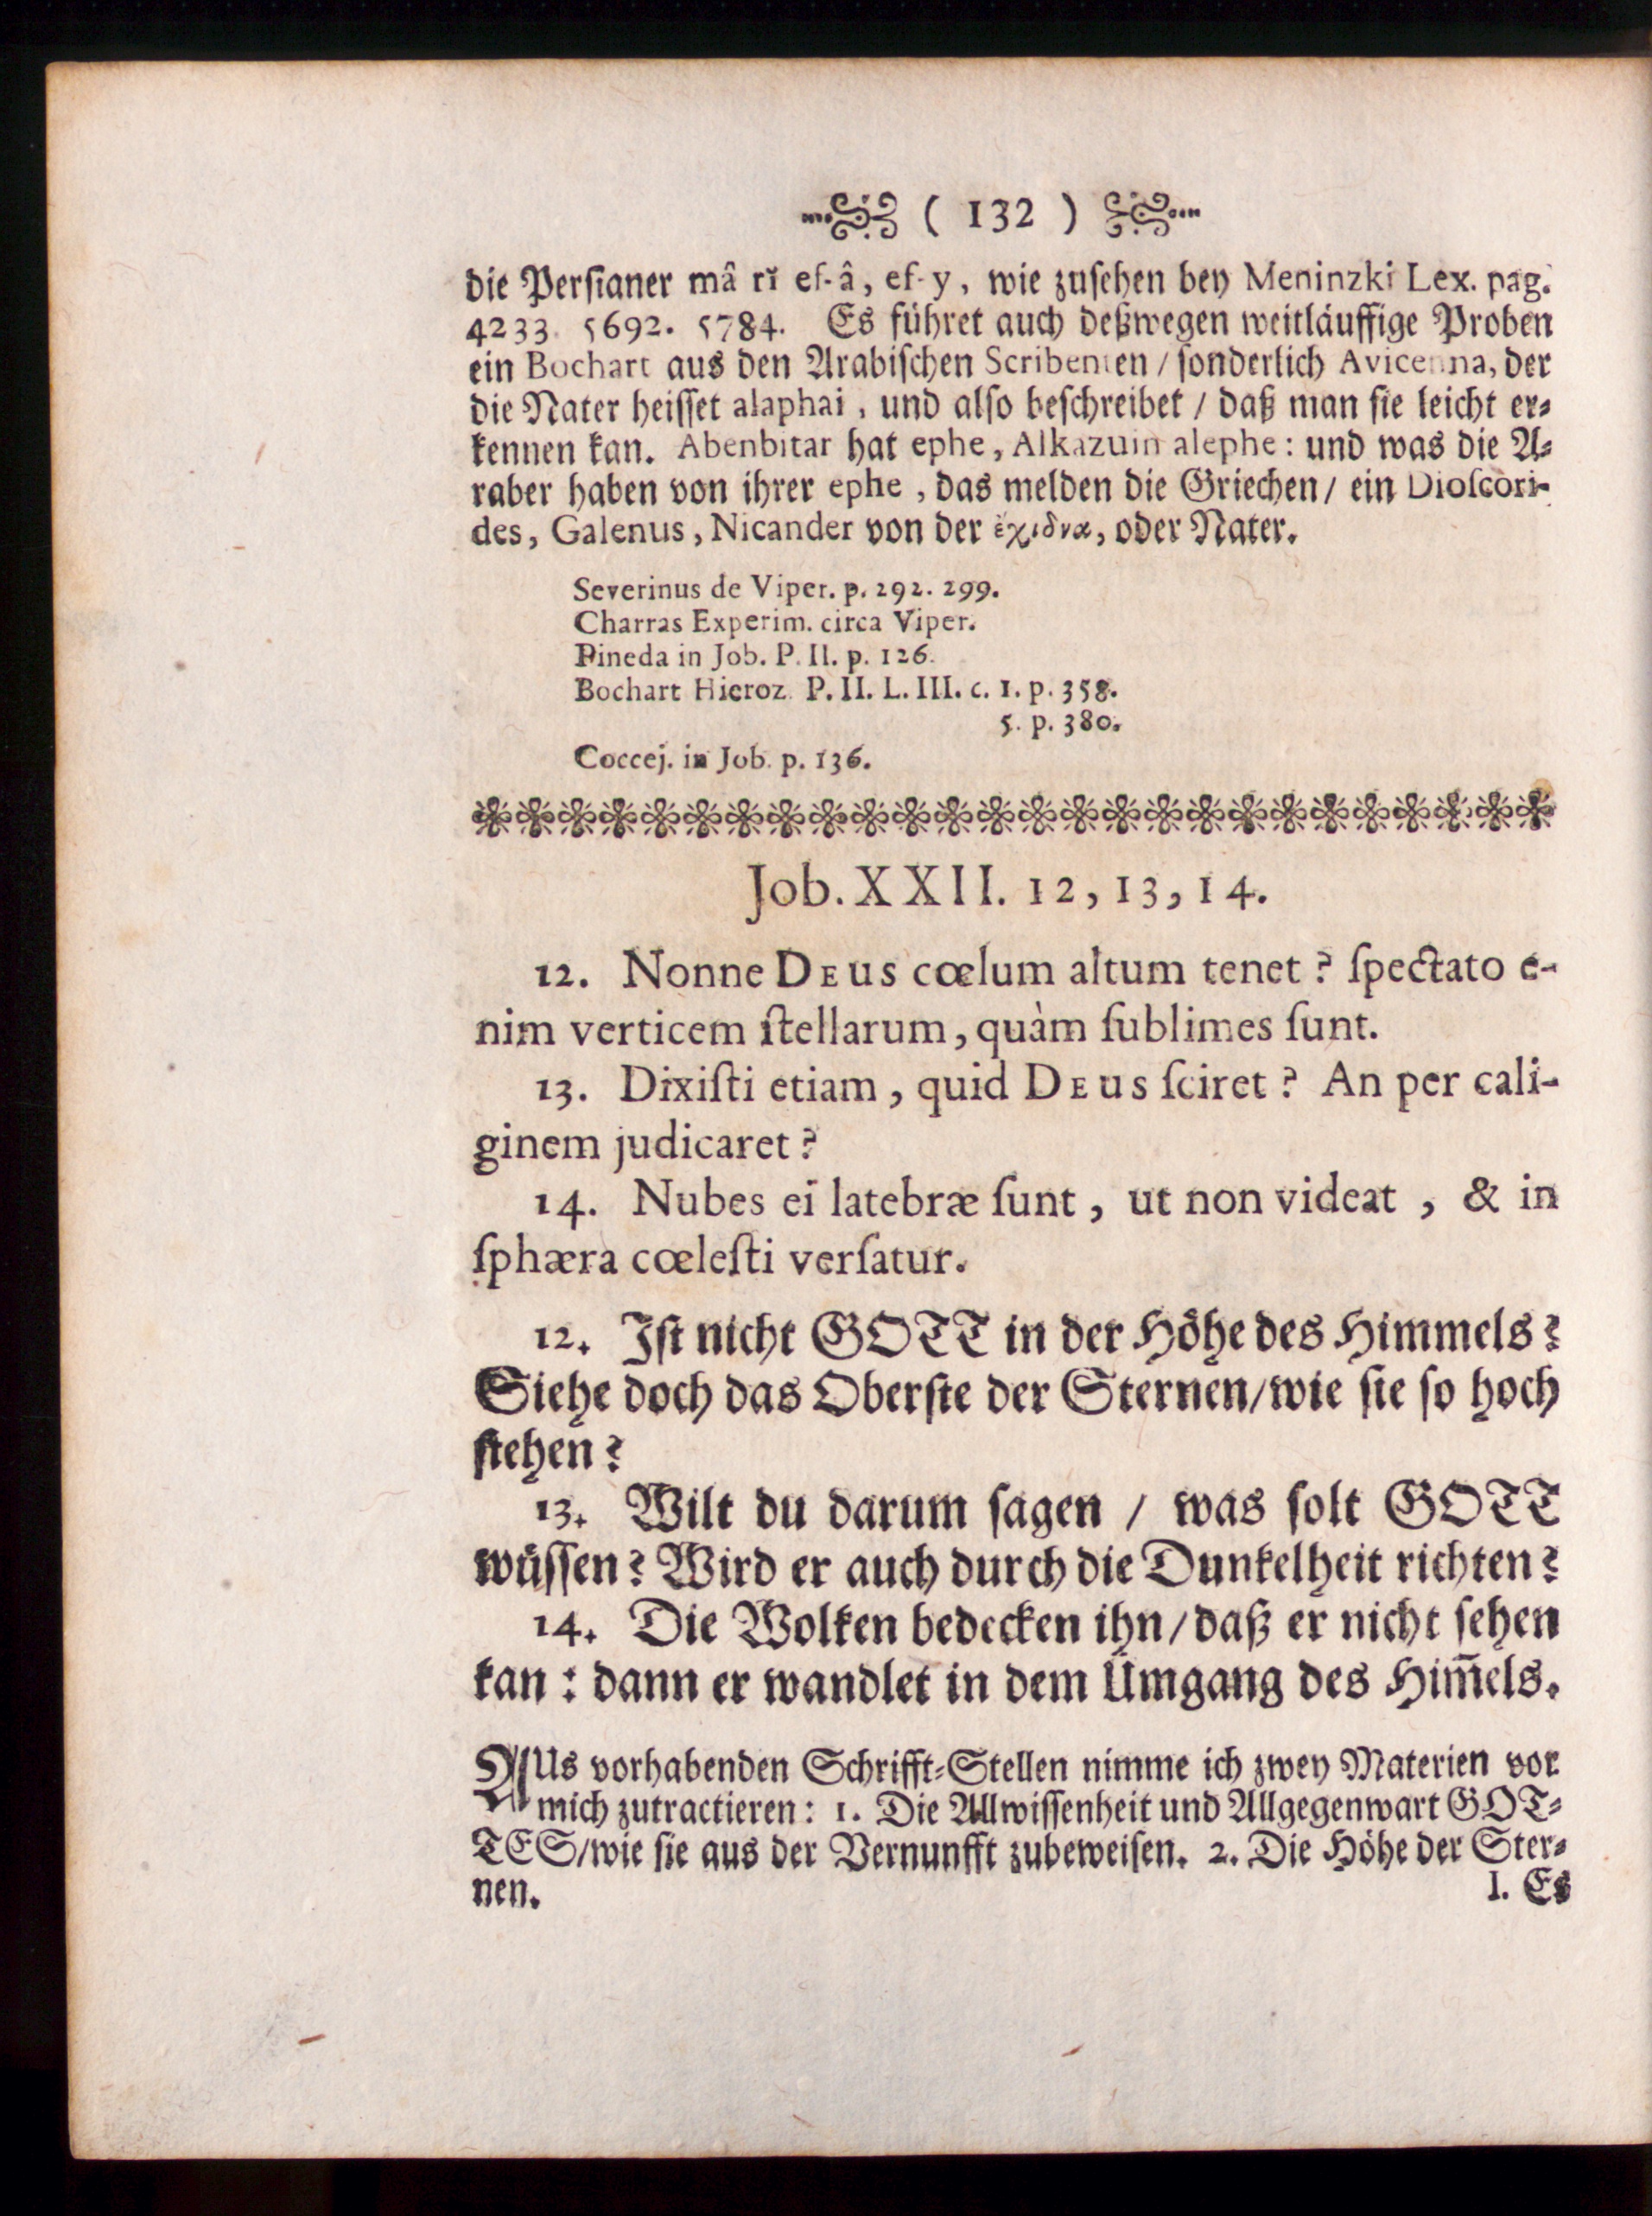 ( 132 )
die Perſianer mâ rĭ ef-â, ef-y, wie zuſehen bey Meninzki Lex. pag.
4233. 5692. 5784. Es führet auch deßwegen weitläuffige Proben
ein Bochart aus den Arabiſchen Scribenten / ſonderlich Avicenna, der
die Nater heiſſet alaphai, und alſo beſchreibet / daß man ſie leicht er⸗
kennen kan. Abenbitar hat ephe, Alkazuin alephe: und was die A⸗
raber haben von ihrer ephe, das melden die Griechen / ein Dioſcori-
des, Galenus, Nicander von der ἔχιδνα, oder Nater.
Severinus de Viper. p. 292. 299.
Charras Experim. circa Viper.
Pineda in Job. P. II. p. 126.
Bochart Hieroz. P. II. L. III. c. 1. p. 358.
5. p. 380.
Coccej. in Job. p. 136.
Job. XXII. 12, 13, 14.
12. Nonne DEUS cœlum altum tenet? ſpectato e-
nim verticem ſtellarum, quàm ſublimes ſunt.
13. Dixiſti etiam, quid DEUS ſciret? An per cali-
ginem judicaret?
14. Nubes ei latebræ ſunt, ut non videat, & in
ſphæra cœleſti verſatur.
12. Iſt nicht GOTT in der Höhe des Himmels?
Siehe doch das Oberſte der Sternen / wie ſie ſo hoch
ſtehen?
13. Wilt du darum ſagen / was ſolt GOTT
wüſſen? Wird er auch durch die Dunkelheit richten?
14. Die Wolken bedecken ihn / daß er nicht ſehen
kan: dann er wandlet in dem Umgang des Him̃els.
AUs vorhabenden Schrifft⸗Stellen nimme ich zwey Materien vor
mich zutractieren: 1. Die Allwiſſenheit und Allgegenwart GOT⸗
TES / wie ſie aus der Vernunfft zubeweiſen. 2. Die Höhe der Ster⸗
nen.
I. Es